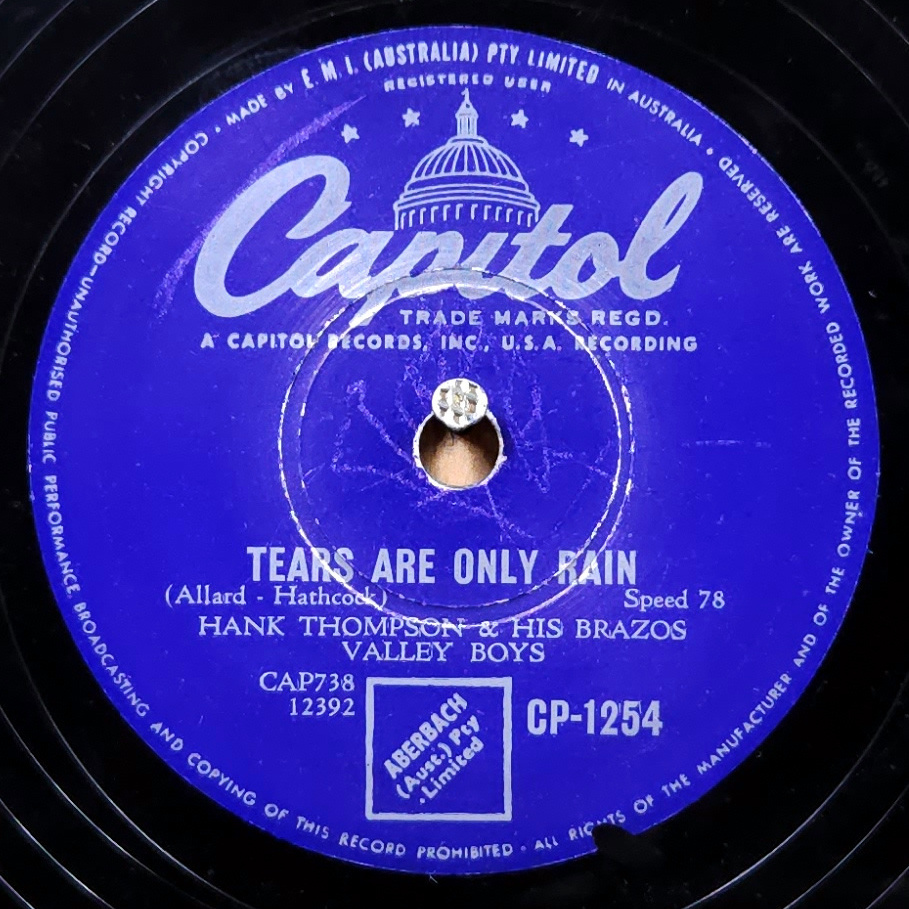 COPYRIGHT RECORD—UNAUTHORISED PUBLIC PERFORMANCE, BROADCASTING AND COPYING OF THIS RECORD PROHIBITED • ALL RIGHTS OF THE MANUFACTURER AND OF THE OWNER OF THE RECORDED WORK ARE RESERVED • MADE BY E. M. I. (AUSTRALIA) PTY LIMITED IN AUSTRALIA •
REGISTERED USER
Capitol
TRADE MARKS REGD.
A CAPITOL RECORDS, INC., U.S.A. RECORDING
TEARS ARE ONLY RAIN
(Allard - Hathcock) Speed 78
HANK THOMPSON & HIS BRAZOS
VALLEY BOYS
CAP738
12392
ABERBACH
(Aust.) Pty
.Limited
CP-1254